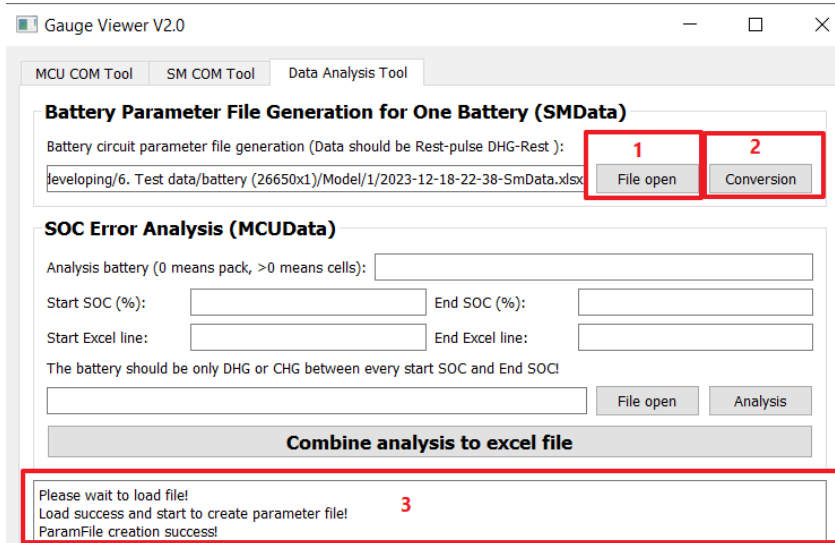 Gauge Viewer V2.0
MCU COM Tool SM COM Tool Data Analysis Tool
Battery Parameter File Generation for One Battery (SMData)
Battery circuit parameter file generation (Data should be Rest-pulse DHG-Rest ):
1 2
developing/6. Test data/battery (26650x1)/Model/1/2023-12-18-22-38-SmData.xlsx File open Conversion
SOC Error Analysis (MCUData)
Analysis battery (0 means pack, >0 means cells):
Start SOC (%): End SOC (%):
Start Excel line: End Excel line:
The battery should be only DHG or CHG between every start SOC and End SOC!
File open Analysis
Combine analysis to excel file
Please wait to load file!
Load success and start to create parameter file! 3
ParamFile creation success!